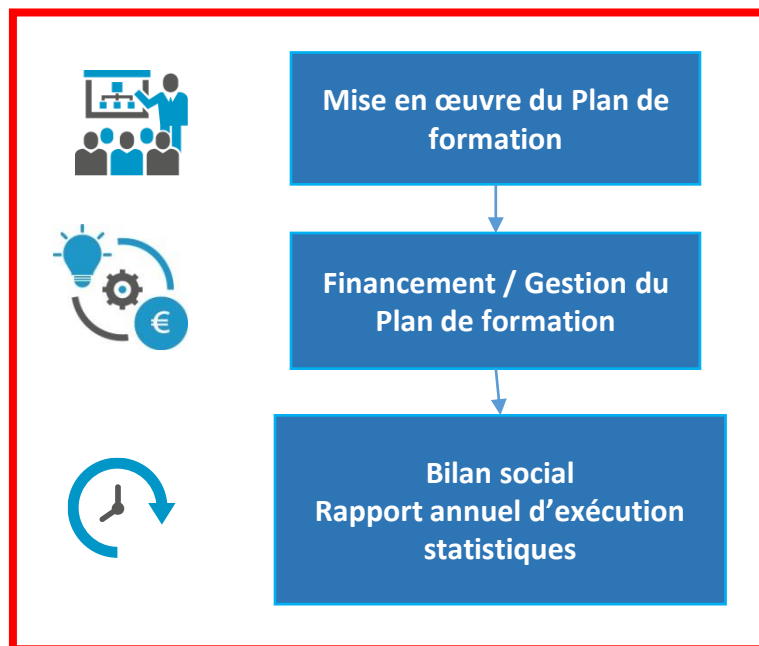 Mise en œuvre du Plan de
formation
Financement / Gestion du
Plan de formation
€
Bilan social
Rapport annuel d’exécution
statistiques